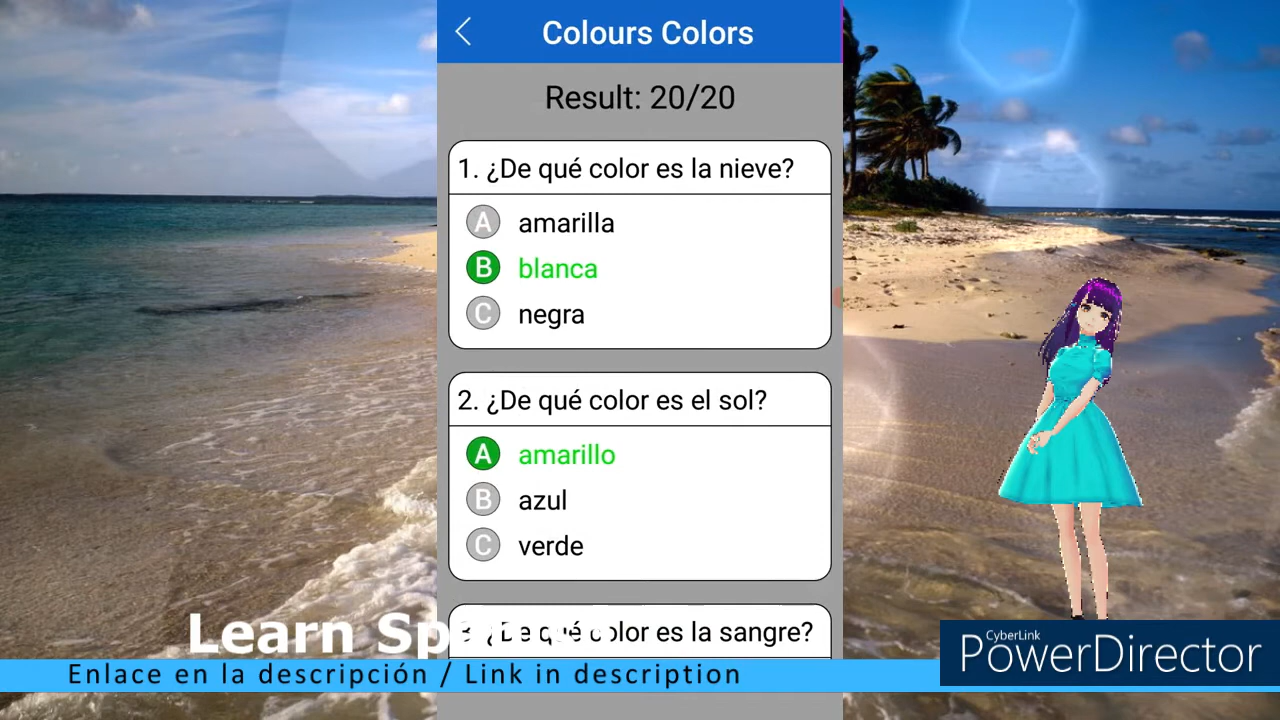 Colours Colors
Result: 20/20
1. ¿De qué color es la nieve?
A amarilla
B blanca
C negra
2. ¿De qué color es el sol?
A amarillo
B azul
C verde
¿De qué color es la sangre?
Learn
Enlace en la descripción / Link in description
CyberLink
PowerDirector